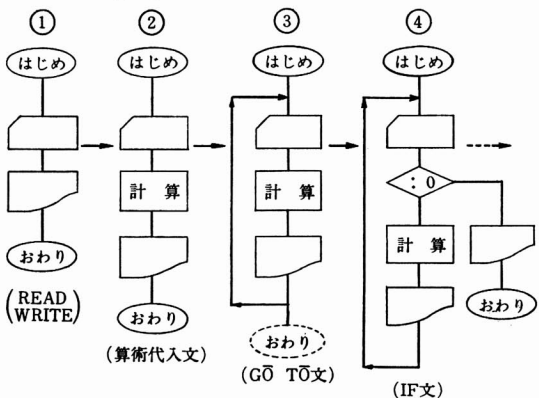 ①
はじめ
おわり
(READ
WRITE)
②
はじめ
計 算
おわり
(算術代入文)
③
はじめ
計 算
おわり
(GŌ TŌ文)
④
はじめ
: 0
計 算
おわり
(IF文)